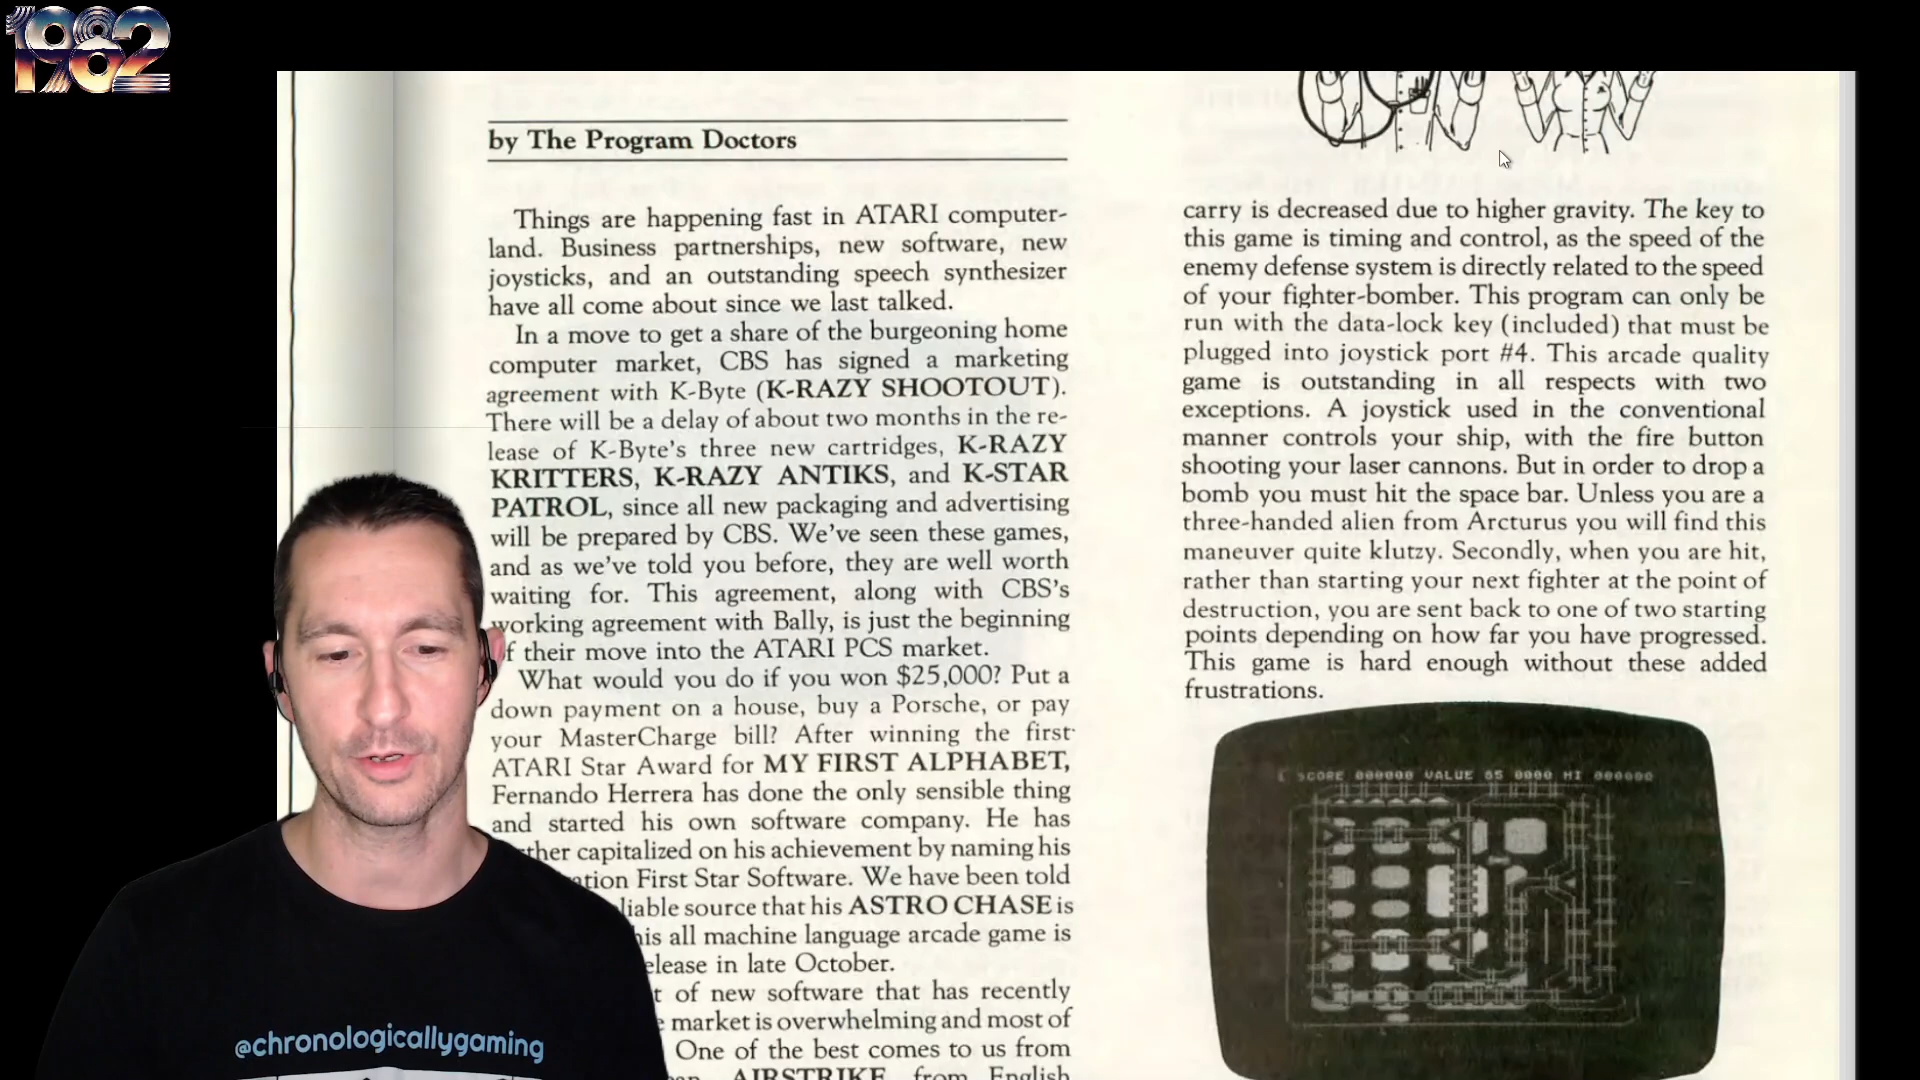 1982
by The Program Doctors
Things are happening fast in ATARI computer-
land. Business partnerships, new software, new
joysticks, and an outstanding speech synthesizer
have all come about since we last talked.
In a move to get a share of the burgeoning home
computer market, CBS has signed a marketing
agreement with K-Byte (K-RAZY SHOOTOUT).
There will be a delay of about two months in the re-
lease of K-Byte's three new cartridges, K-RAZY
KRITTERS, K-RAZY ANTIKS, and K-STAR
PATROL, since all new packaging and advertising
will be prepared by CBS. We've seen these games,
and as we've told you before, they are well worth
waiting for. This agreement, along with CBS's
working agreement with Bally, is just the beginning
f their move into the ATARI PCS market.
What would you do if you won $25,000? Put a
down payment on a house, buy a Porsche, or pay
your MasterCharge bill? After winning the first
ATARI Star Award for MY FIRST ALPHABET,
Fernando Herrera has done the only sensible thing
and started his own software company. He has
ther capitalized on his achievement by naming his
ation First Star Software. We have been told
liable source that his ASTRO CHASE is
his all machine language arcade game is
elease in late October.
t of new software that has recently
e market is overwhelming and most of
One of the best comes to us from
AIRSTRIKE from English
carry is decreased due to higher gravity. The key to
this game is timing and control, as the speed of the
enemy defense system is directly related to the speed
of your fighter-bomber. This program can only be
run with the data-lock key (included) that must be
plugged into joystick port #4. This arcade quality
game is outstanding in all respects with two
exceptions. A joystick used in the conventional
manner controls your ship, with the fire button
shooting your laser cannons. But in order to drop a
bomb you must hit the space bar. Unless you are a
three-handed alien from Arcturus you will find this
maneuver quite klutzy. Secondly, when you are hit,
rather than starting your next fighter at the point of
destruction, you are sent back to one of two starting
points depending on how far you have progressed.
This game is hard enough without these added
frustrations.
SCORE 000000 VALUE 65 0000 HI 000000
@chronologicallygaming